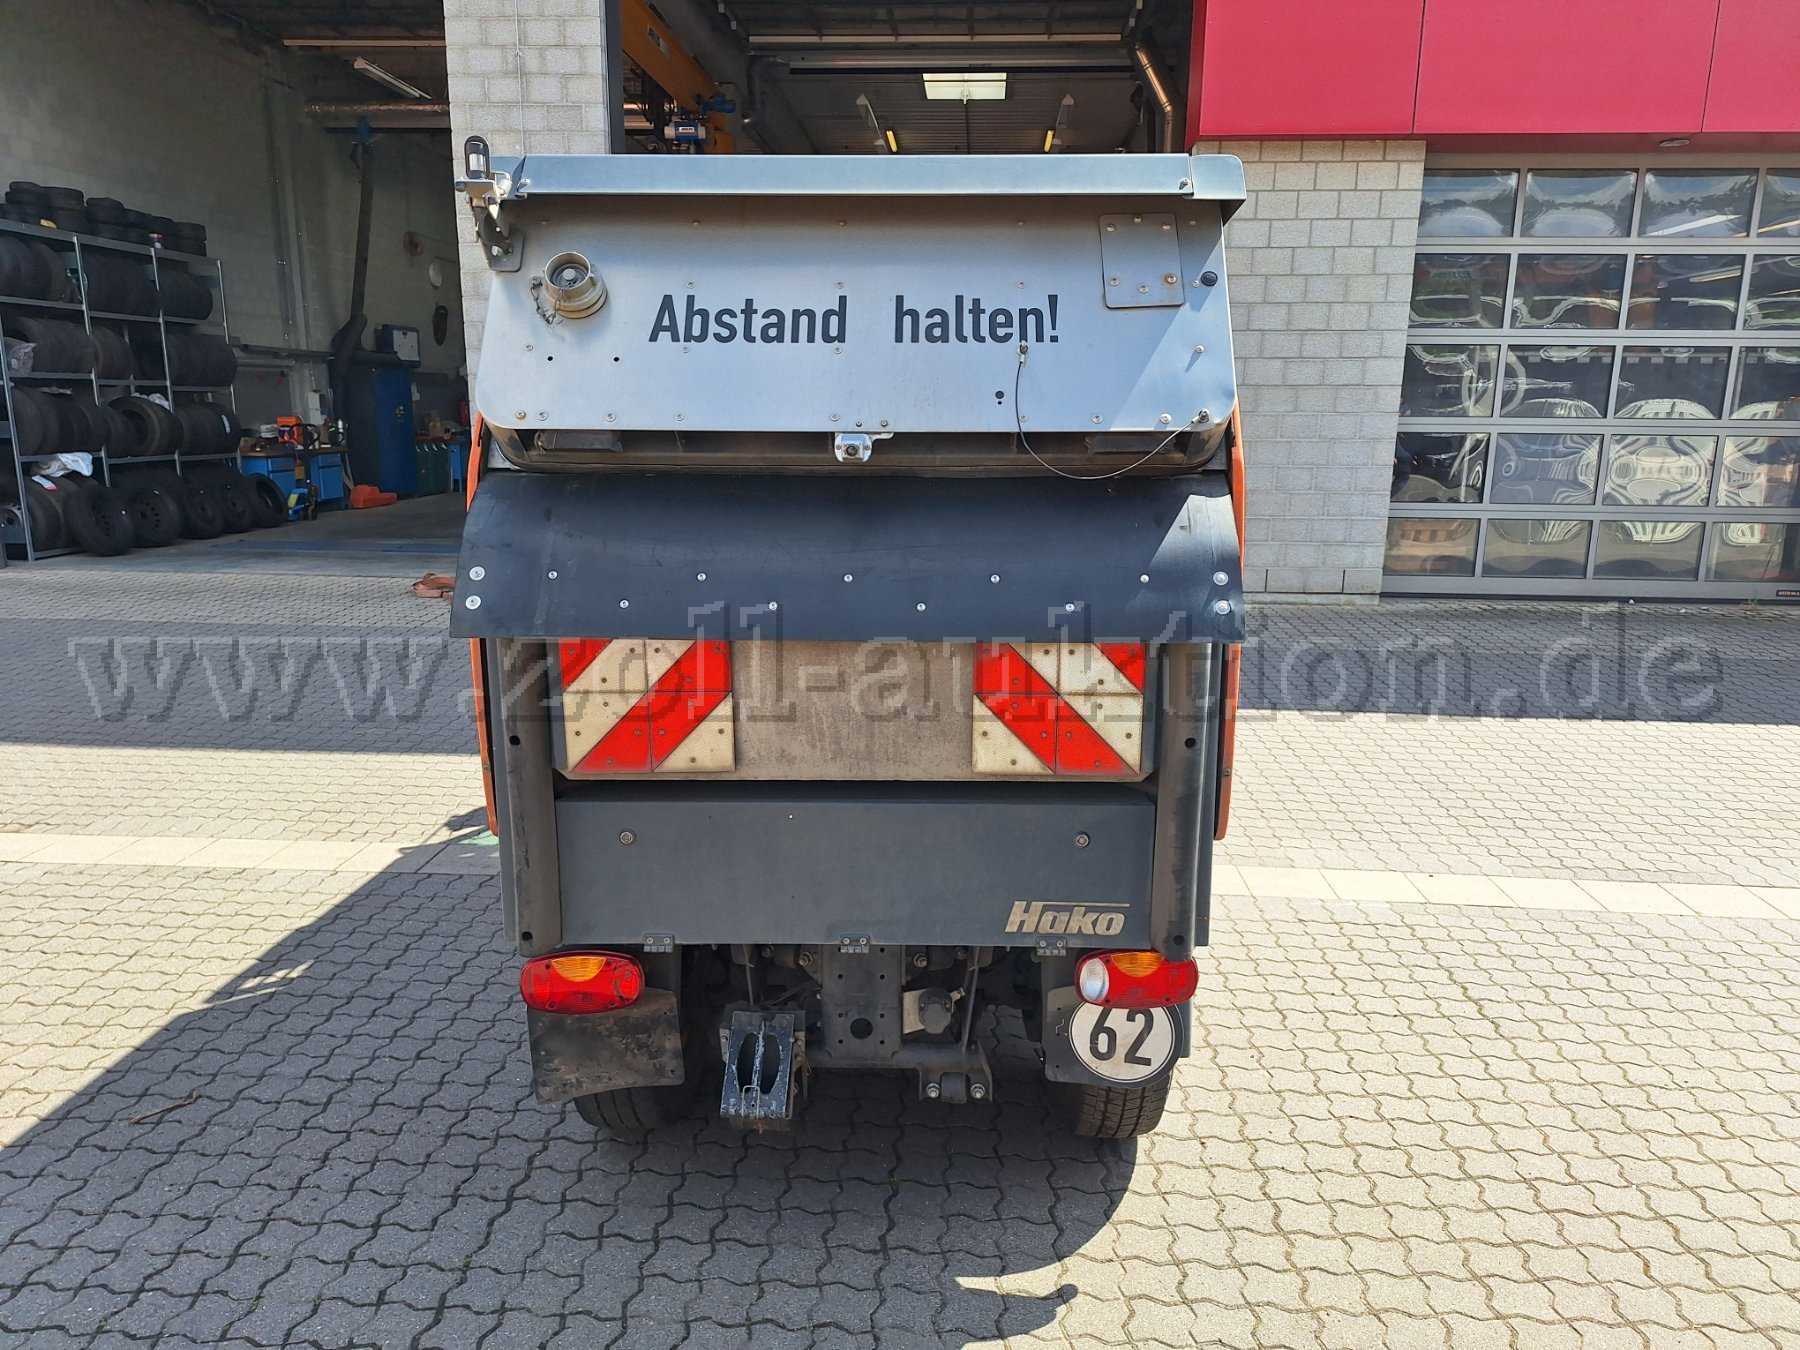 Abstand halten!
www.zoll-auktion.de
Hako
62